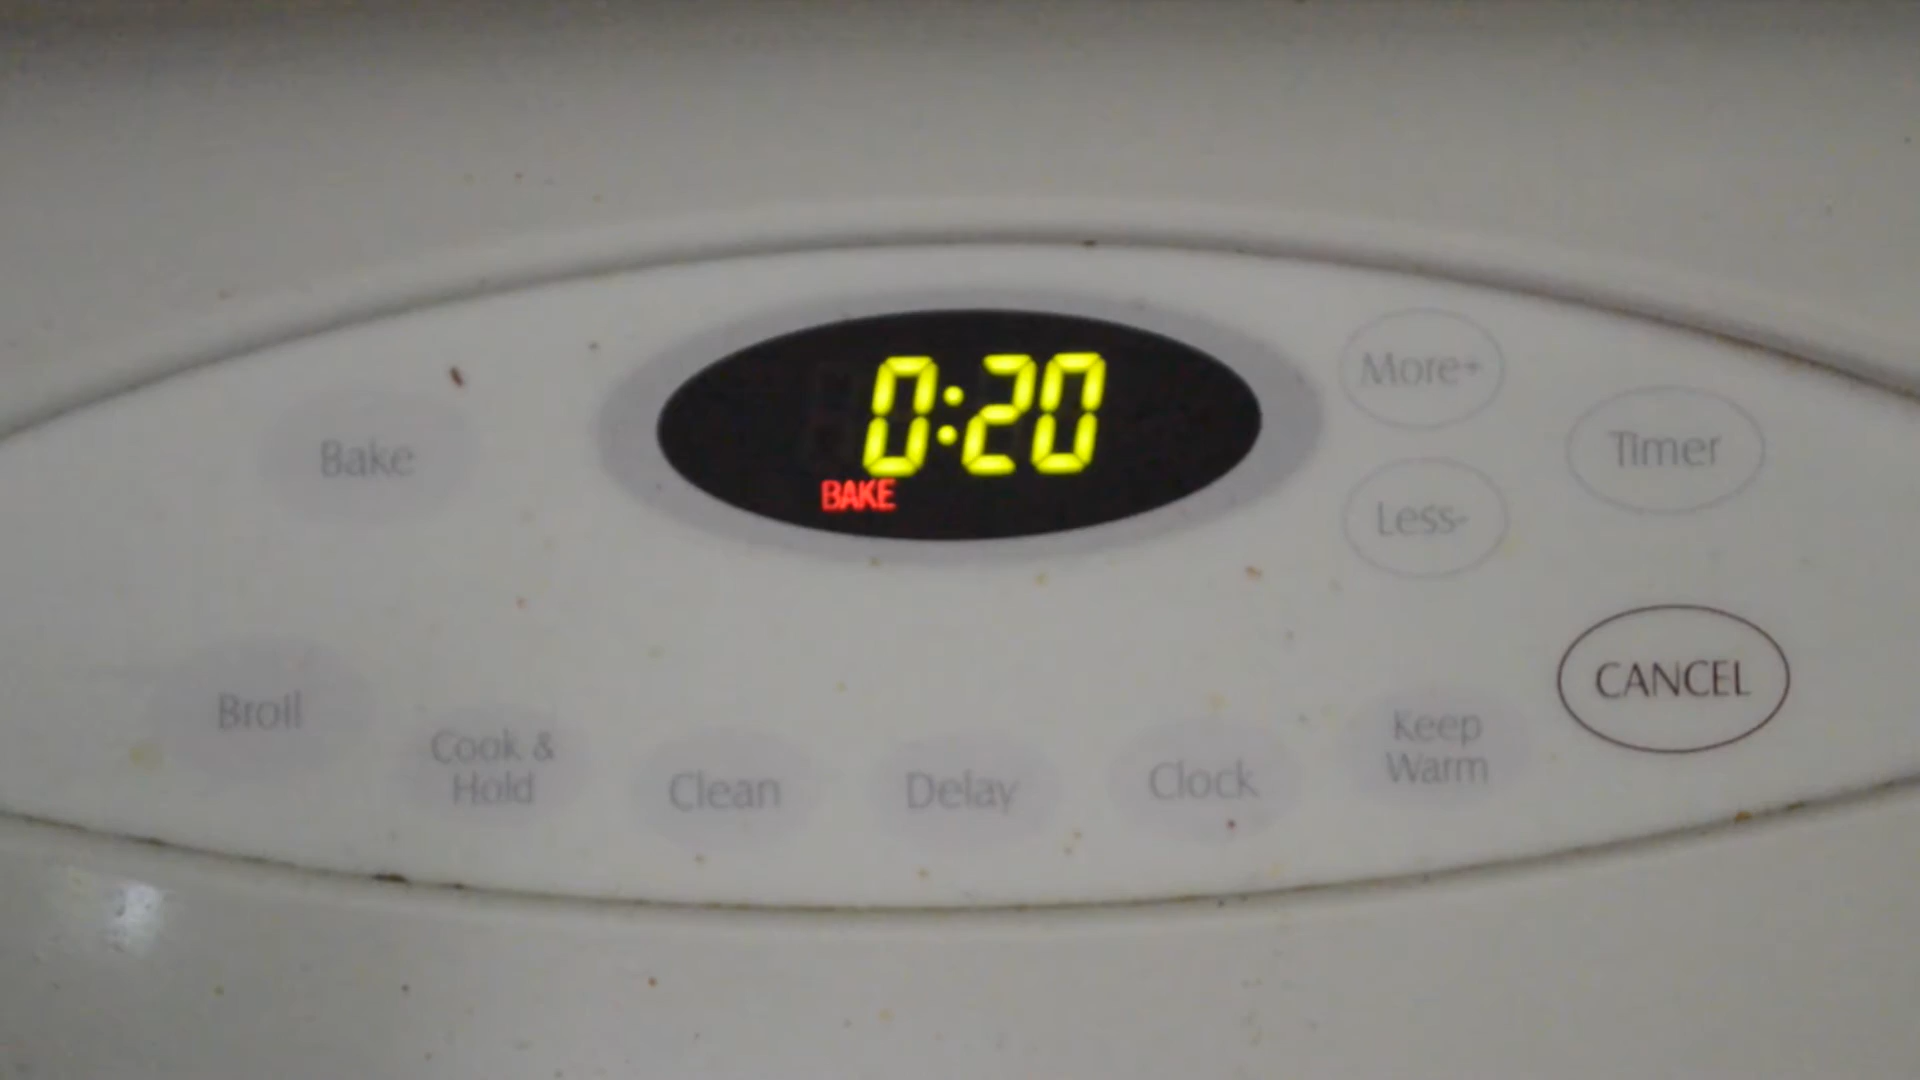 0:20
BAKE
Bake
More+
Less-
Timer
Broil
Cook &
Hold
Clean
Delay
Clock
Keep
Warm
CANCEL